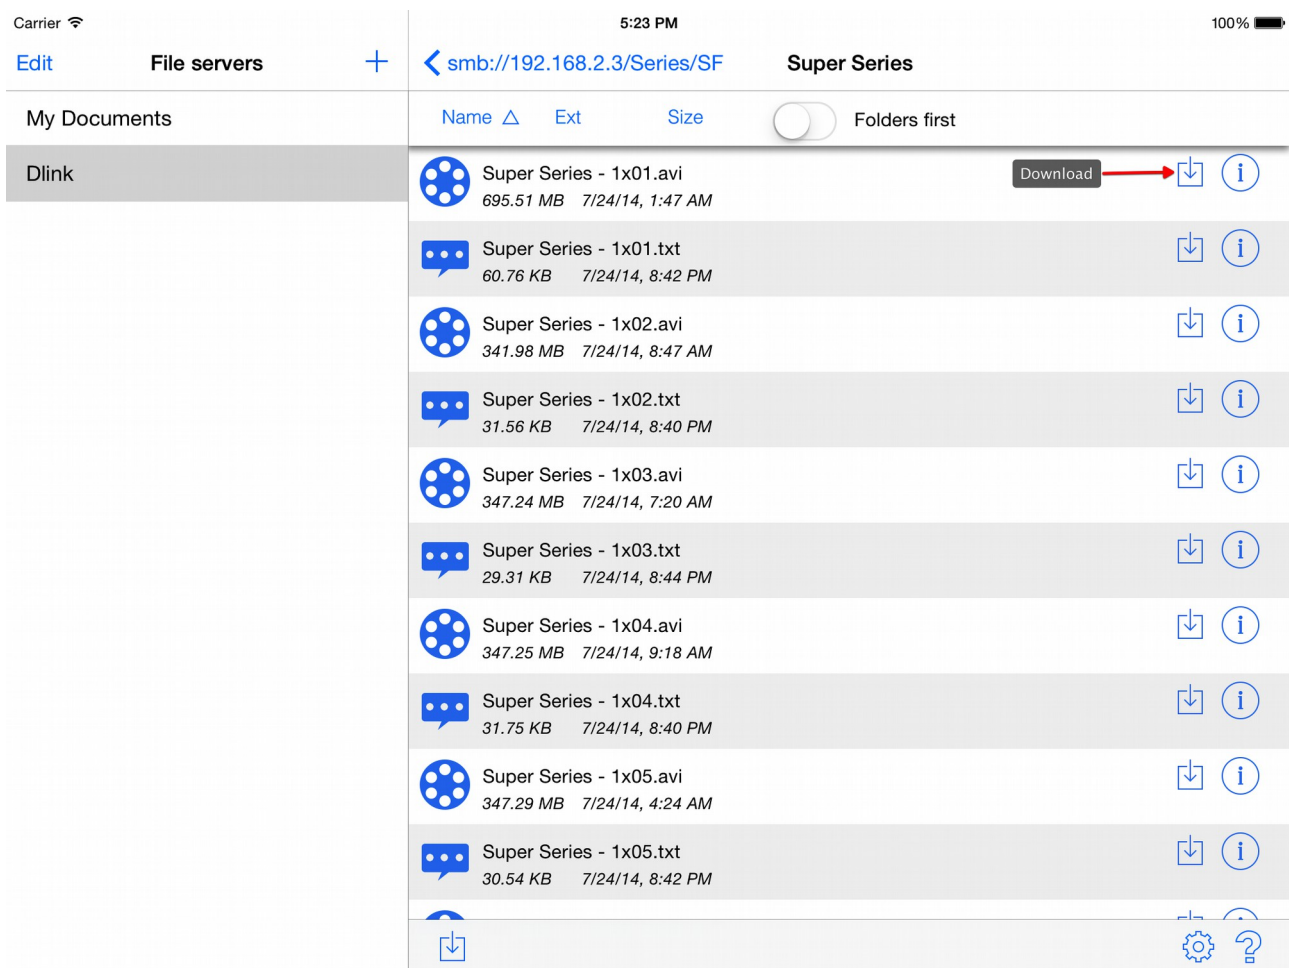 Carrier 5:23 PM 100%
Edit File servers + smb://192.168.2.3/Series/SF Super Series
My Documents
Name Ext Size Folders first
Dlink
Super Series - 1x01.avi
Download
695.51 MB 7/24/14, 1:47 AM
Super Series - 1x01.txt
60.76 KB 7/24/14, 8:42 PM
Super Series - 1x02.avi
341.98 MB 7/24/14, 8:47 AM
Super Series - 1x02.txt
31.56 KB 7/24/14, 8:40 PM
Super Series - 1x03.avi
347.24 MB 7/24/14, 7:20 AM
Super Series - 1x03.txt
29.31 KB 7/24/14, 8:44 PM
Super Series - 1x04.avi
347.25 MB 7/24/14, 9:18 AM
Super Series - 1x04.txt
31.75 KB 7/24/14, 8:40 PM
Super Series - 1x05.avi
347.29 MB 7/24/14, 4:24 AM
Super Series - 1x05.txt
30.54 KB 7/24/14, 8:42 PM